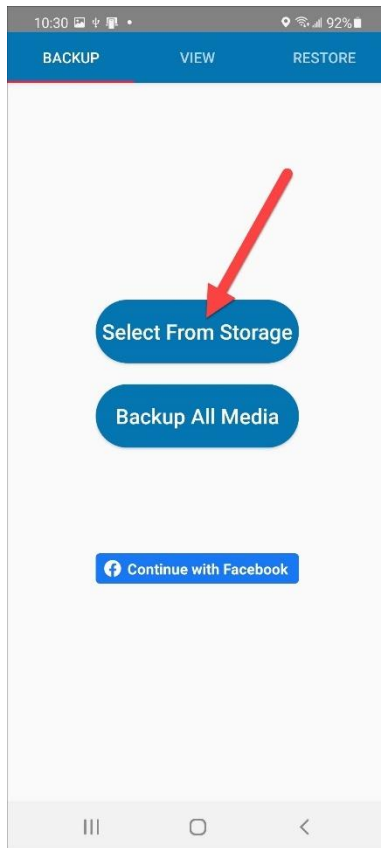 10:30 92%
BACKUP VIEW RESTORE
Select From Storage
Backup All Media
Continue with Facebook